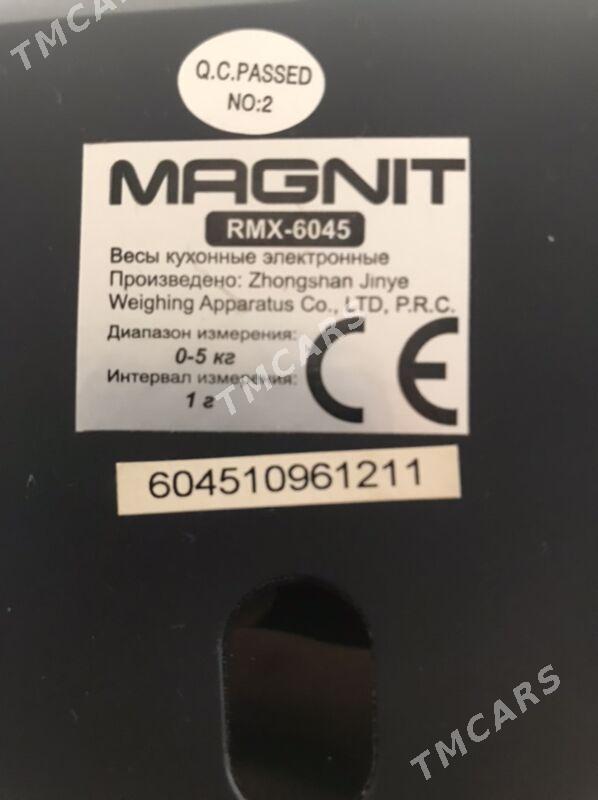 TMCARS
Q.C.PASSED
NO:2
MAGNIT
RMX-6045
Весы кухонные электронные
Произведено: Zhongshan Jinye
Weighing Apparatus Co., LTD, P.R.C.
Диапазон измерения:
0-5 кг
Интервал измерения:
1 г
CE
TMCARS
604510961211
TMCARS